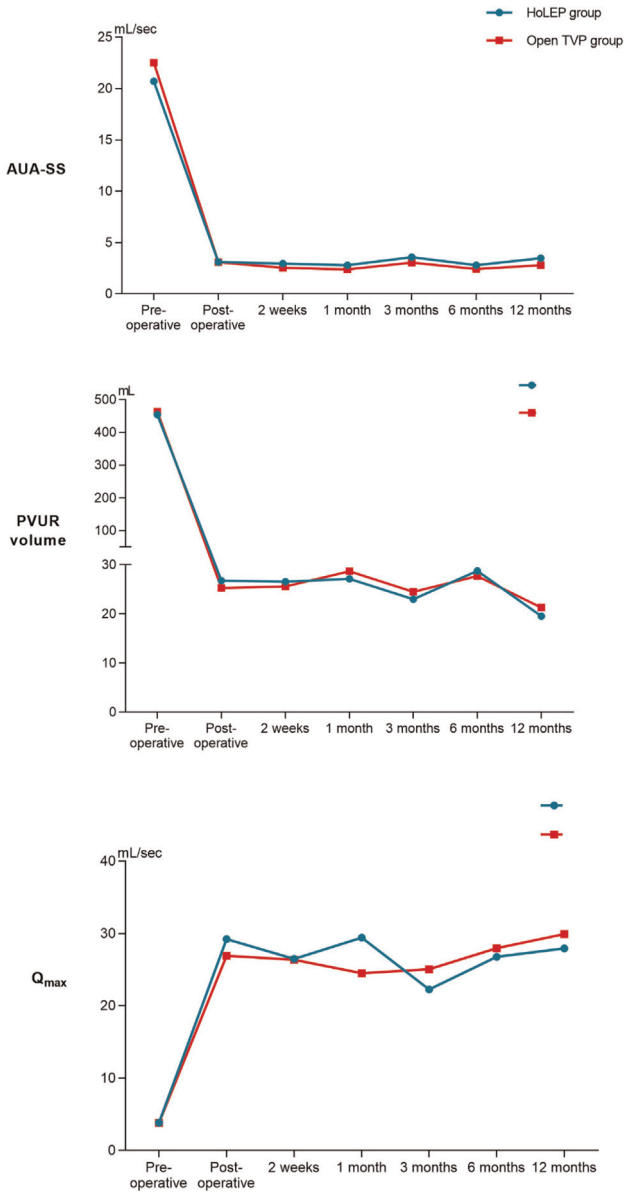 HoLEP group
Open TVP group
mL/sec
25
20
15
10
5
0
AUA-SS
Pre-
operative
Post-
operative
2 weeks
1 month
3 months
6 months
12 months
mL
500
400
300
200
100
30
20
10
0
PVUR
volume
Pre-
operative
Post-
operative
2 weeks
1 month
3 months
6 months
12 months
mL/sec
40
30
20
10
0
Qmax
Pre-
operative
Post-
operative
2 weeks
1 month
3 months
6 months
12 months